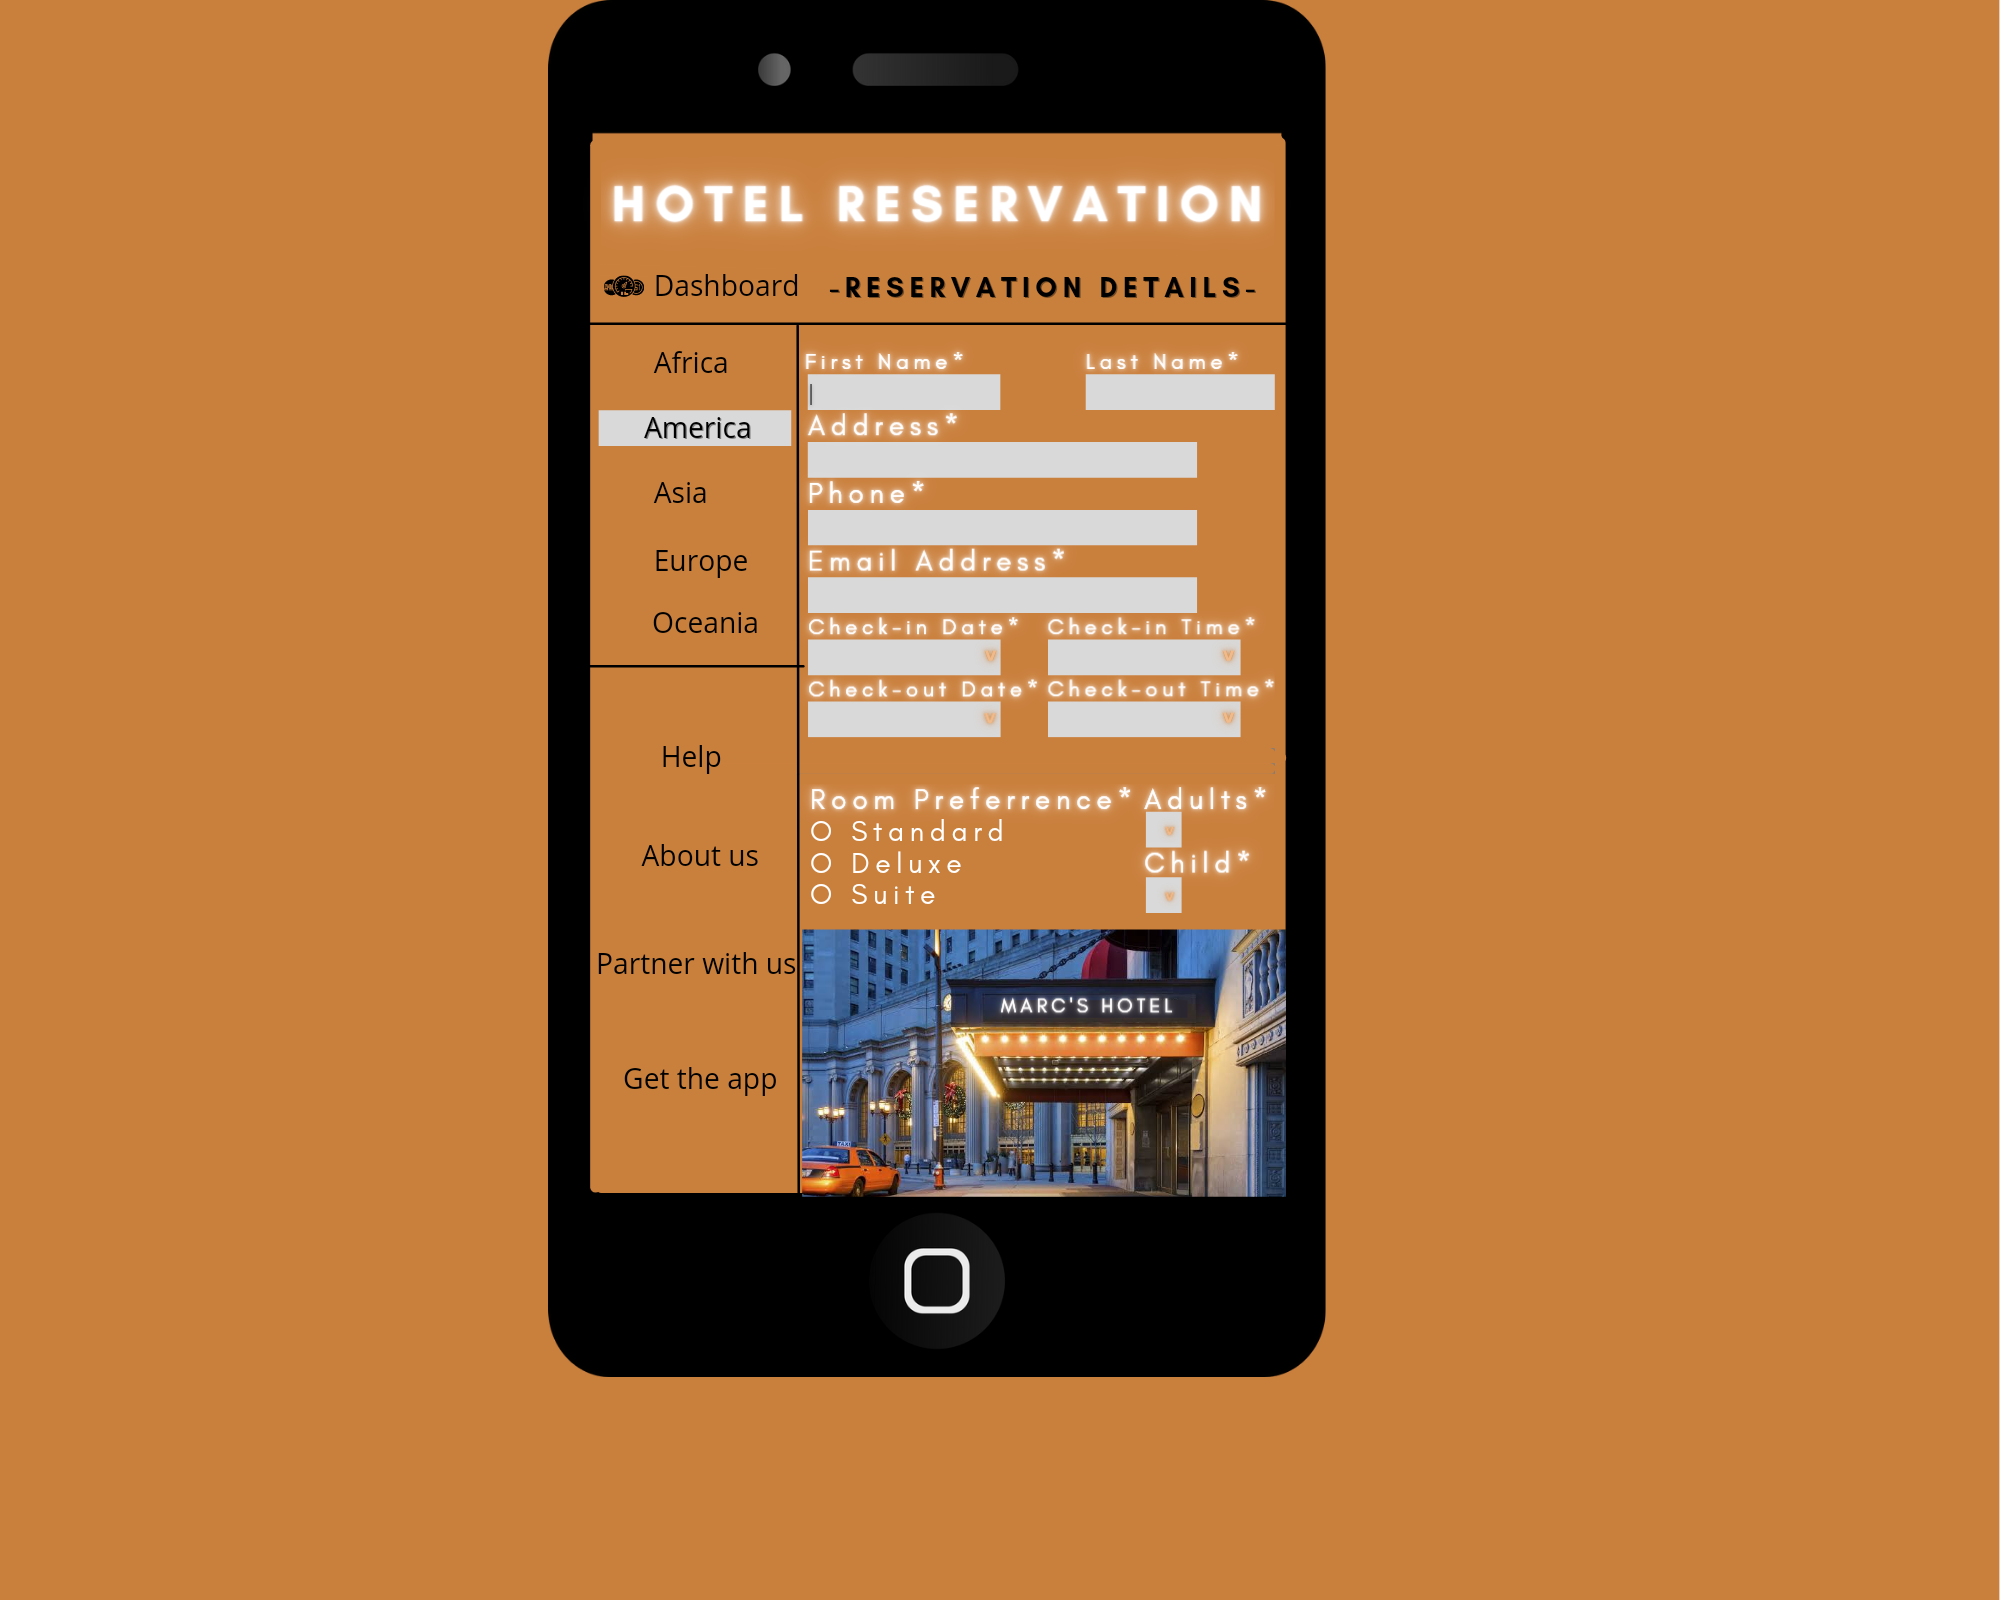 HOTEL RESERVATION
Dashboard
-RESERVATION DETAILS-
Africa
America
Asia
Europe
Oceania
Help
About us
Partner with us
Get the app
First Name* Last Name*
Address*
Phone*
Email Address*
Check-in Date* Check-in Time*
v v
Check-out Date* Check-out Time*
v v
Room Preferrence* Adults*
O Standard
v
O Deluxe
Child*
O Suite
v
MARC'S HOTEL
TAXI